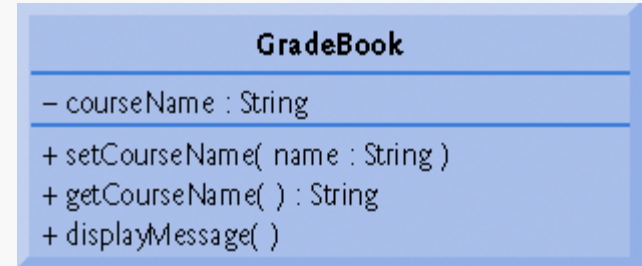 GradeBook
– courseName : String
+ setCourseName( name : String )
+ getCourseName( ) : String
+ displayMessage( )